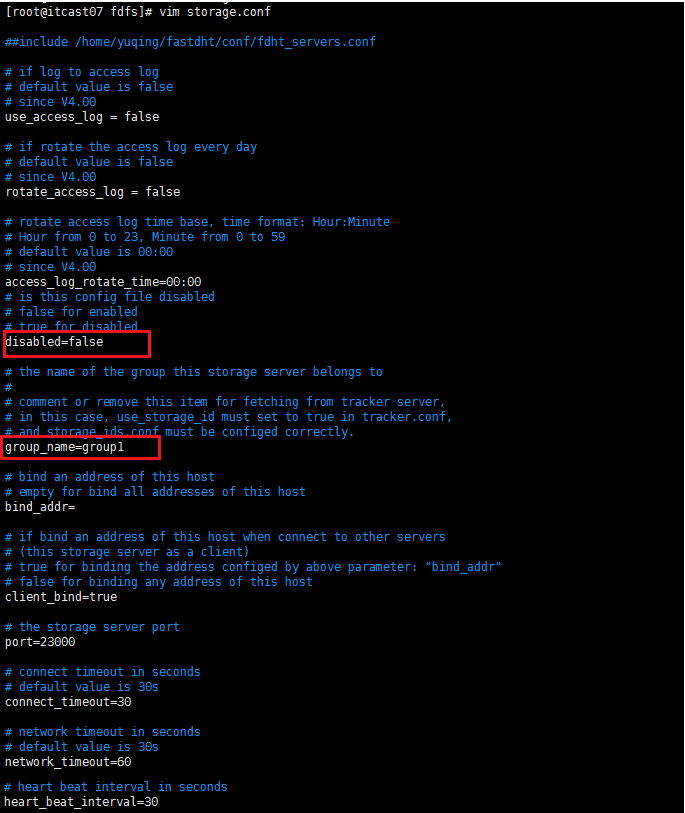 [root@itcast07 fdfs]# vim storage.conf
##include /home/yuqing/fastdht/conf/fdht_servers.conf
# if log to access log
# default value is false
# since V4.00
use_access_log = false
# if rotate the access log every day
# default value is false
# since V4.00
rotate_access_log = false
# rotate access log time base, time format: Hour:Minute
# Hour from 0 to 23, Minute from 0 to 59
# default value is 00:00
# since V4.00
access_log_rotate_time=00:00
# is this config file disabled
# false for enabled
# true for disabled
disabled=false
# the name of the group this storage server belongs to
#
# comment or remove this item for fetching from tracker server,
# in this case, use_storage_id must set to true in tracker.conf,
# and storage_ids.conf must be configed correctly.
group_name=group1
# bind an address of this host
# empty for bind all addresses of this host
bind_addr=
# if bind an address of this host when connect to other servers
# (this storage server as a client)
# true for binding the address configed by above parameter: "bind_addr"
# false for binding any address of this host
client_bind=true
# the storage server port
port=23000
# connect timeout in seconds
# default value is 30s
connect_timeout=30
# network timeout in seconds
# default value is 30s
network_timeout=60
# heart beat interval in seconds
heart_beat_interval=30